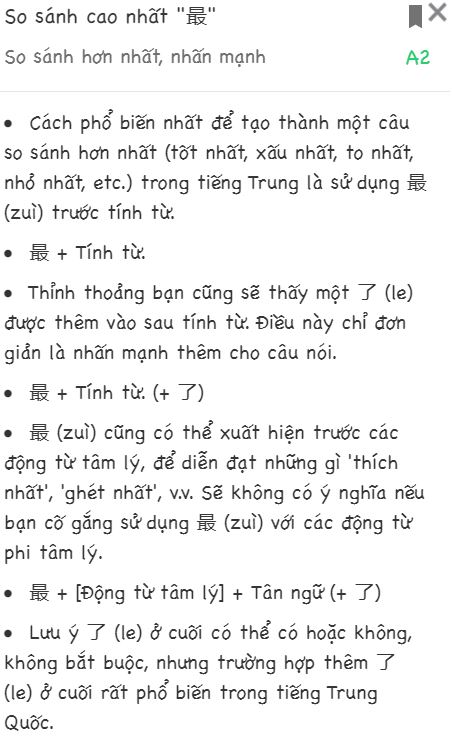 So sánh cao nhất "最"
So sánh hơn nhất, nhấn mạnh A2
• Cách phổ biến nhất để tạo thành một câu
so sánh hơn nhất (tốt nhất, xấu nhất, to nhất,
nhỏ nhất, etc.) trong tiếng Trung là sử dụng 最
(zuì) trước tính từ.
• 最 + Tính từ.
• Thỉnh thoảng bạn cũng sẽ thấy một 了 (le)
được thêm vào sau tính từ. Điều này chỉ đơn
giản là nhấn mạnh thêm cho câu nói.
• 最 + Tính từ. (+ 了)
• 最 (zuì) cũng có thể xuất hiện trước các
động từ tâm lý, để diễn đạt những gì 'thích
nhất', 'ghét nhất', v.v. Sẽ không có ý nghĩa nếu
bạn cố gắng sử dụng 最 (zuì) với các động từ
phi tâm lý.
• 最 + [Động từ tâm lý] + Tân ngữ (+ 了)
• Lưu ý 了 (le) ở cuối có thể có hoặc không,
không bắt buộc, nhưng trường hợp thêm 了
(le) ở cuối rất phổ biến trong tiếng Trung
Quốc.